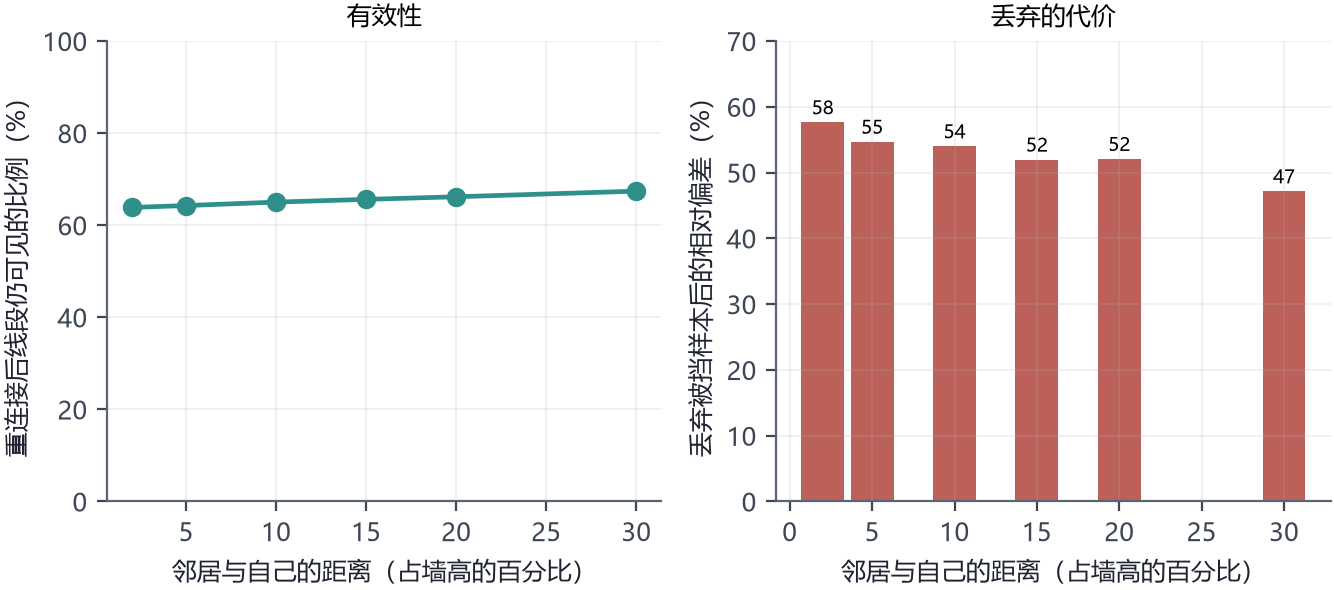 有效性
重连接后线段仍可见的比例（%）
100
80
60
40
20
0
5 10 15 20 25 30
邻居与自己的距离（占墙高的百分比）
丢弃的代价
丢弃被挡样本后的相对偏差（%）
70
60
50
40
30
20
10
0
58 55 54 52 52 47
0 5 10 15 20 25 30
邻居与自己的距离（占墙高的百分比）